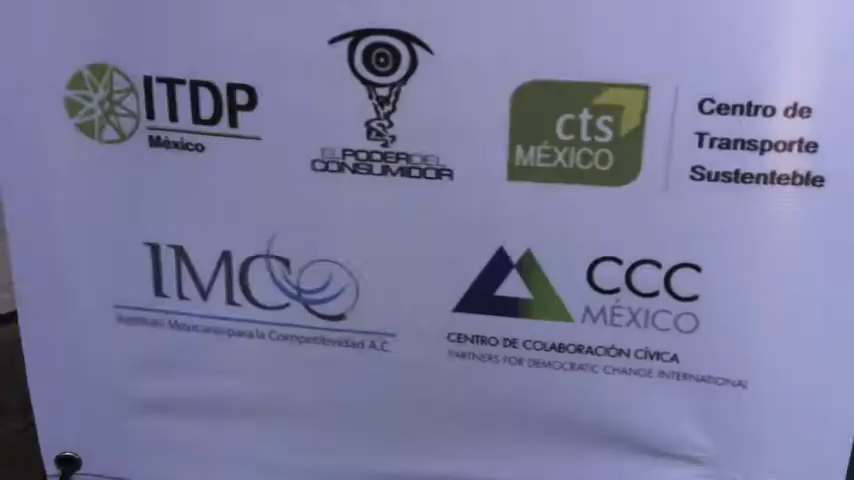 ITDP
México
EL PODER DEL
CONSUMIDOR
cts
MÉXICO
Centro de
Transporte
Sustenteble
IMCO
Instituto Mexicano para la Competitividad A.C.
CCC
MÉXICO
CENTRO DE COLABORACIÓN CÍVICA
PARTNERS FOR DEMOCRATIC CHANGE INTERNATIONAL